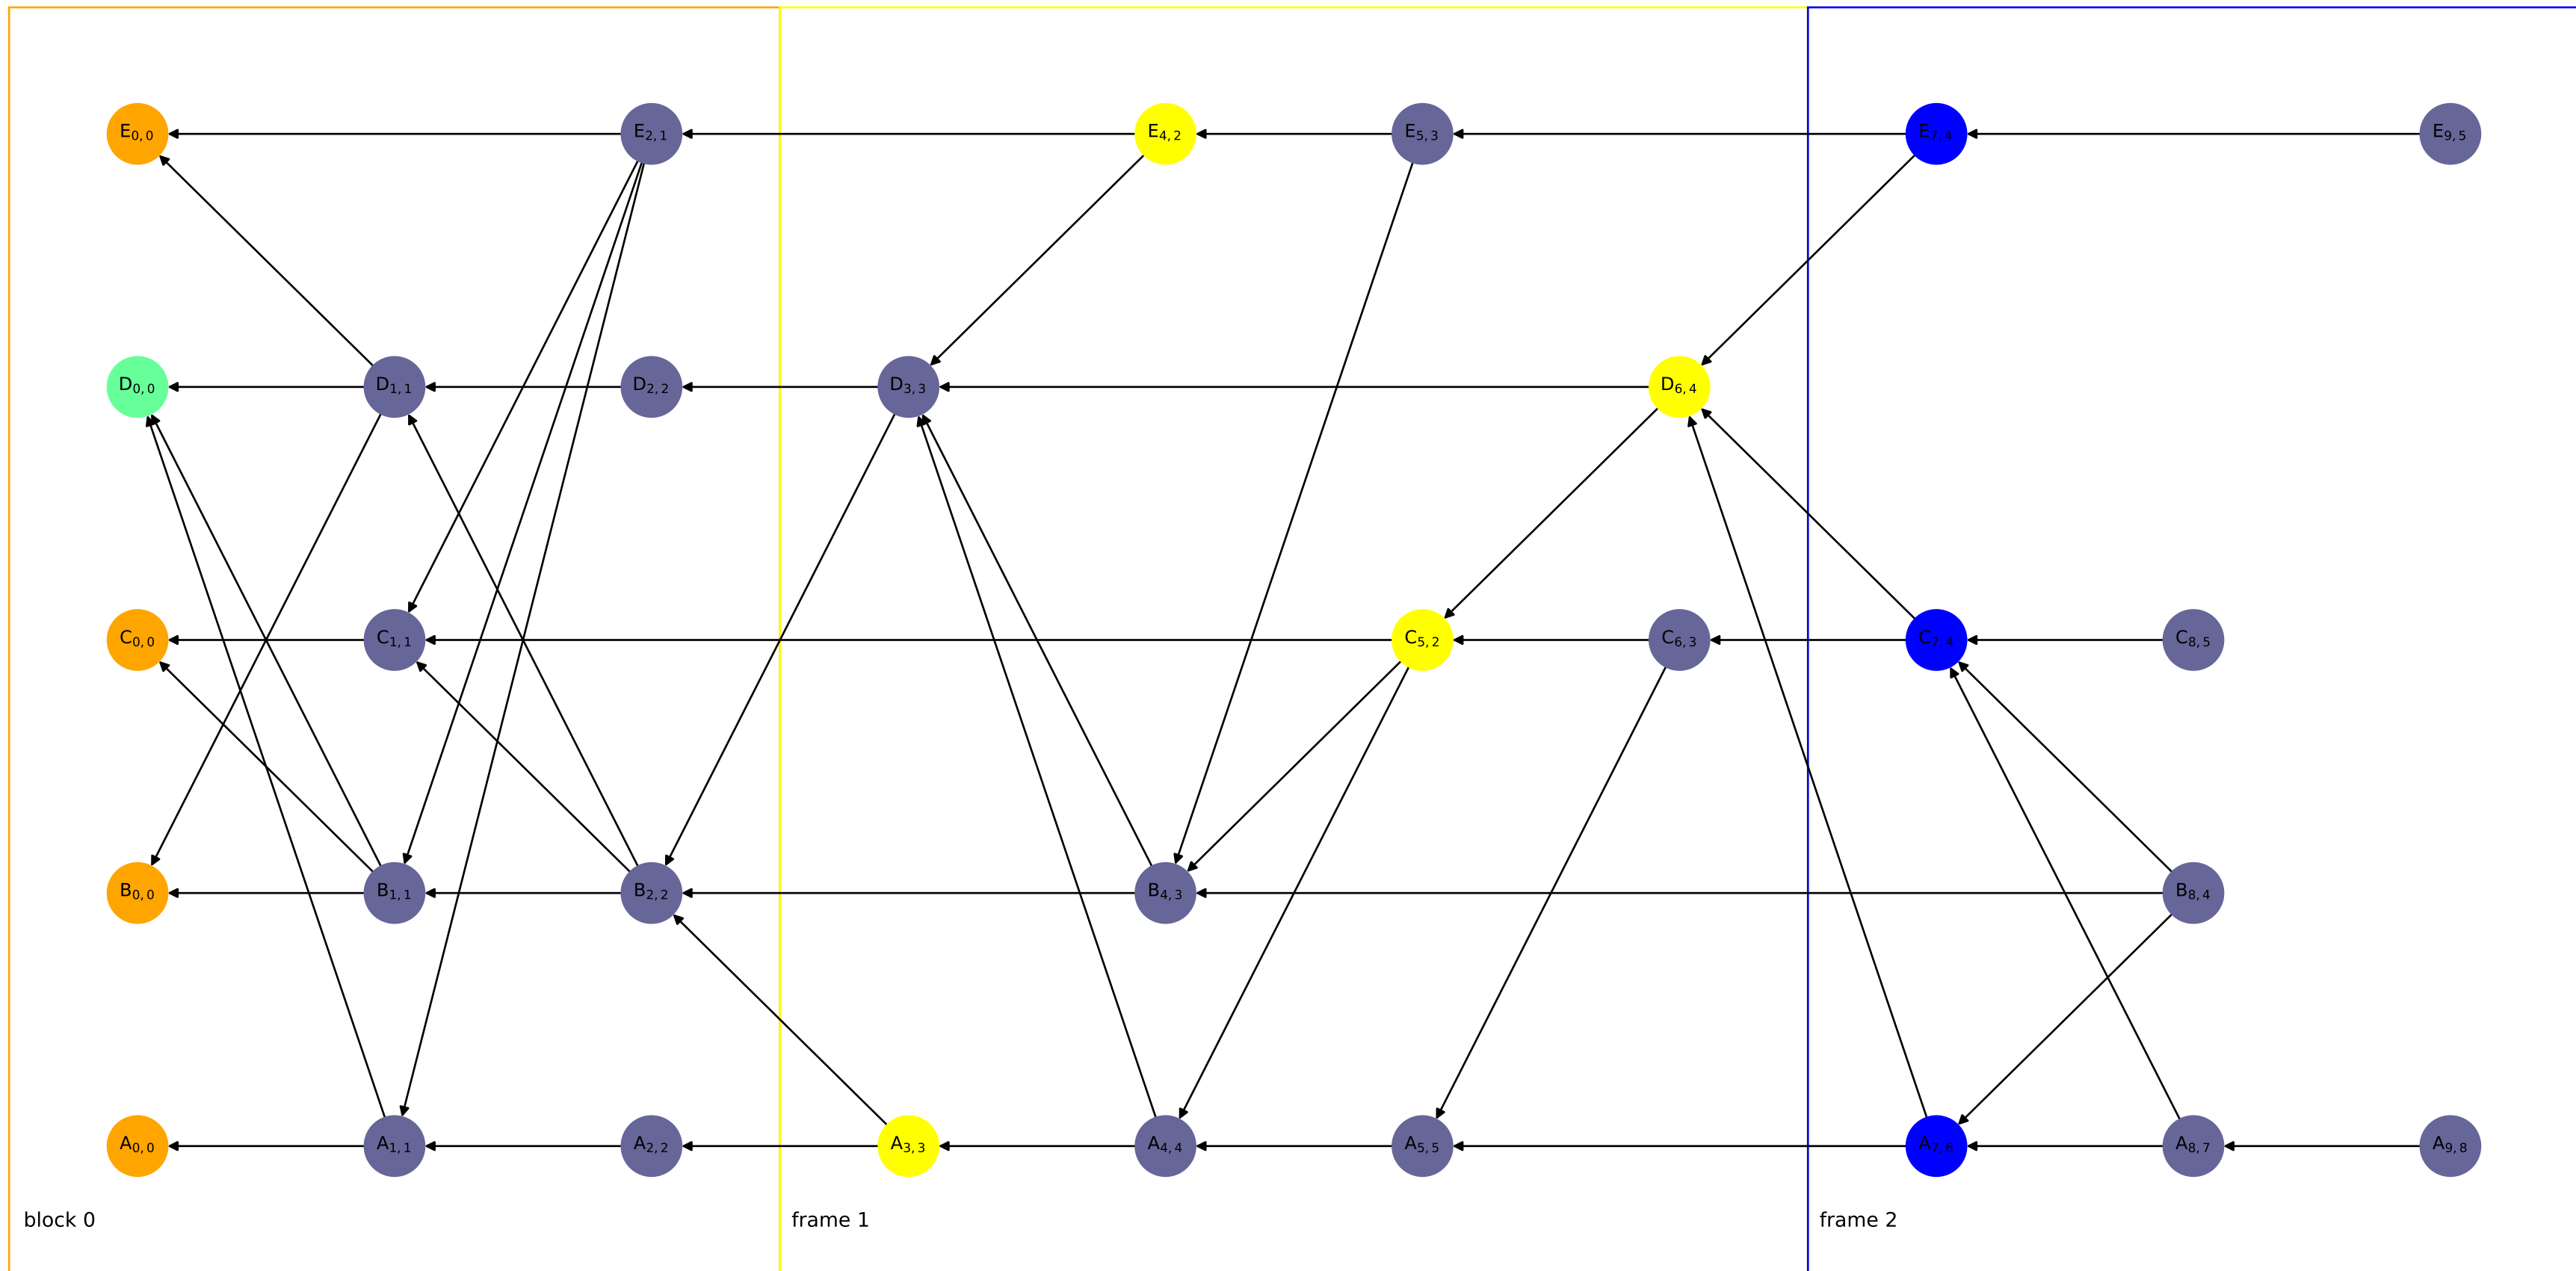 E0,0 E2,1 E4,2 E5,3 E7,4 E9,5
D0,0 D1,1 D2,2 D3,3 D6,4
C0,0 C1,1 C5,2 C6,3 C7,4 C8,5
B0,0 B1,1 B2,2 B4,3 B8,4
A0,0 A1,1 A2,2 A3,3 A4,4 A5,5 A7,6 A8,7 A9,8
block 0 frame 1 frame 2